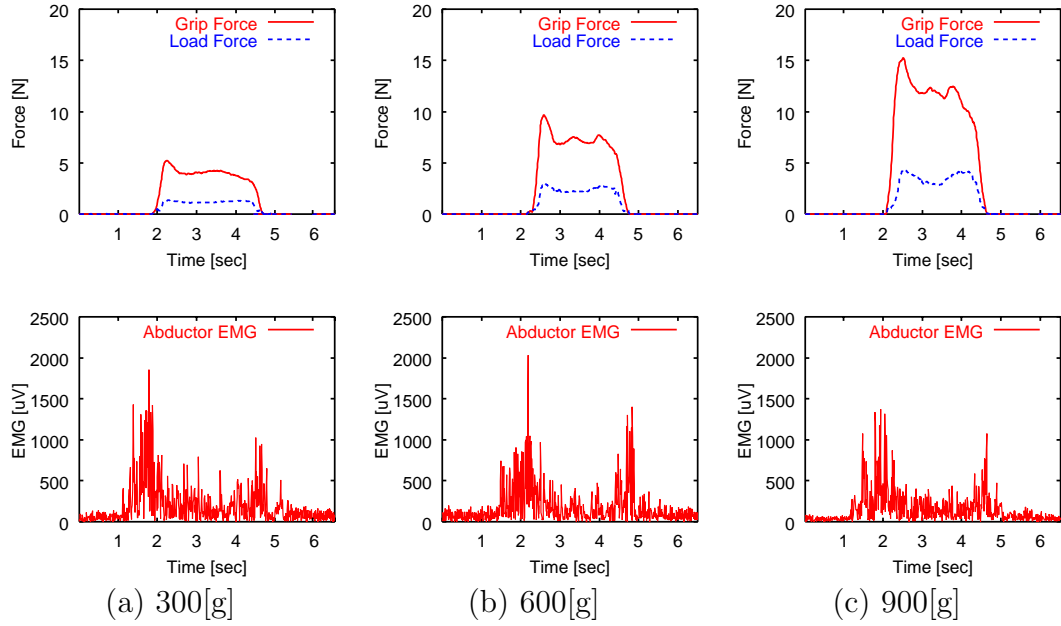 Grip Force
Load Force
Force [N]
20
15
10
5
0
1 2 3 4 5 6
Time [sec]
Grip Force
Load Force
Force [N]
20
15
10
5
0
1 2 3 4 5 6
Time [sec]
Grip Force
Load Force
Force [N]
20
15
10
5
0
1 2 3 4 5 6
Time [sec]
Abductor EMG
EMG [uV]
2500
2000
1500
1000
500
0
1 2 3 4 5 6
Time [sec]
Abductor EMG
EMG [uV]
2500
2000
1500
1000
500
0
1 2 3 4 5 6
Time [sec]
Abductor EMG
EMG [uV]
2500
2000
1500
1000
500
0
1 2 3 4 5 6
Time [sec]
(a) 300[g]
(b) 600[g]
(c) 900[g]